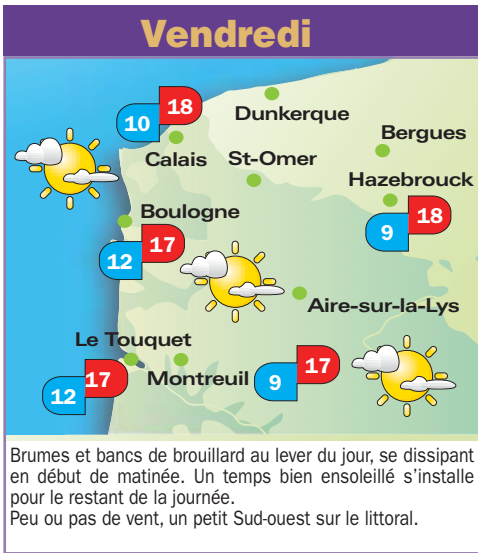 Vendredi
18
10
Dunkerque
Bergues
Calais
St-Omer
Hazebrouck
Boulogne
18
9
17
12
Aire-sur-la-Lys
Le Touquet
17
12
Montreuil
17
9
Brumes et bancs de brouillard au lever du jour, se dissipant
en début de matinée. Un temps bien ensoleillé s'installe
pour le restant de la journée.
Peu ou pas de vent, un petit Sud-ouest sur le littoral.